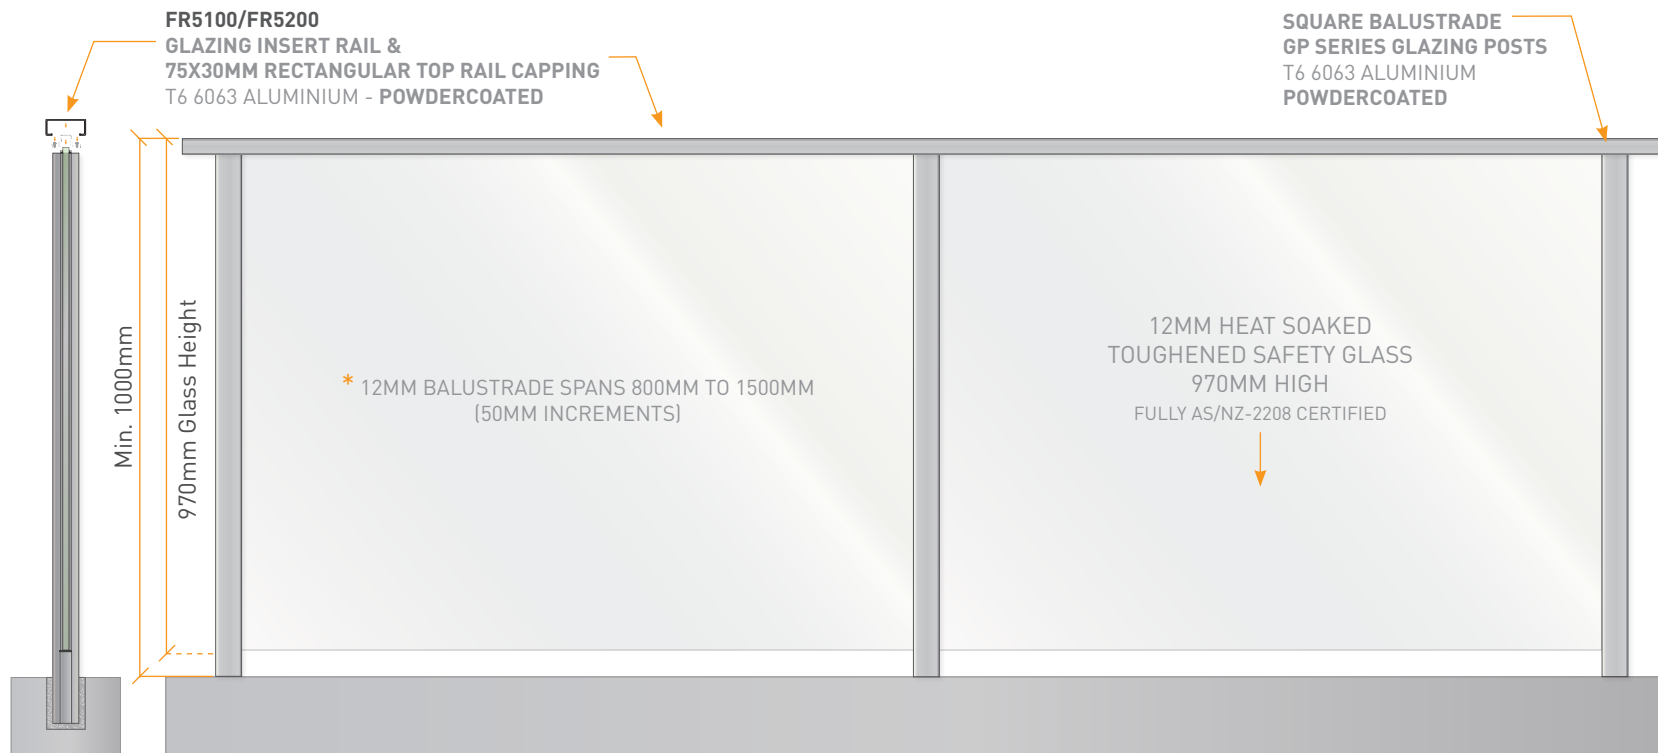 FR5100/FR5200
GLAZING INSERT RAIL &
75X30MM RECTANGULAR TOP RAIL CAPPING
T6 6063 ALUMINIUM - POWDERCOATED
SQUARE BALUSTRADE
GP SERIES GLAZING POSTS
T6 6063 ALUMINIUM
POWDERCOATED
Min. 1000mm
970mm Glass Height
* 12MM BALUSTRADE SPANS 800MM TO 1500MM
(50MM INCREMENTS)
12MM HEAT SOAKED
TOUGHENED SAFETY GLASS
970MM HIGH
FULLY AS/NZ-2208 CERTIFIED